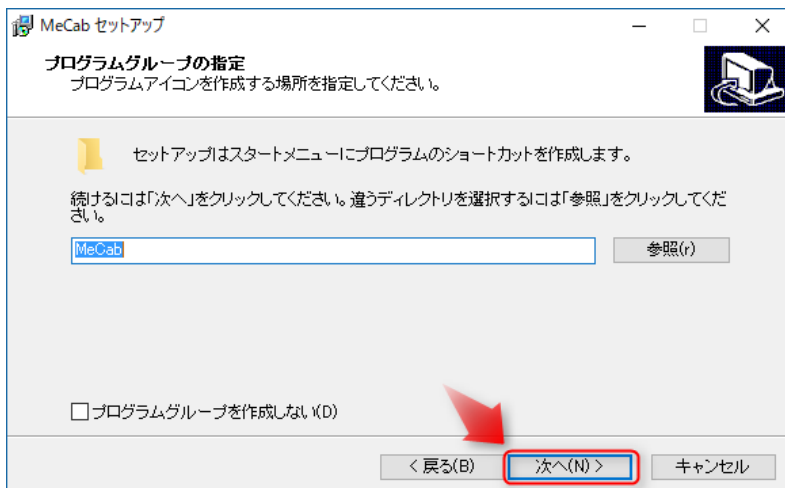 MeCab セットアップ
プログラムグループの指定
プログラムアイコンを作成する場所を指定してください。
セットアップはスタートメニューにプログラムのショートカットを作成します。
続けるには「次へ」をクリックしてください。違うディレクトリを選択するには「参照」をクリックしてくだ
さい。
MeCab
参照(r)
プログラムグループを作成しない(D)
< 戻る(B)
次へ(N) >
キャンセル